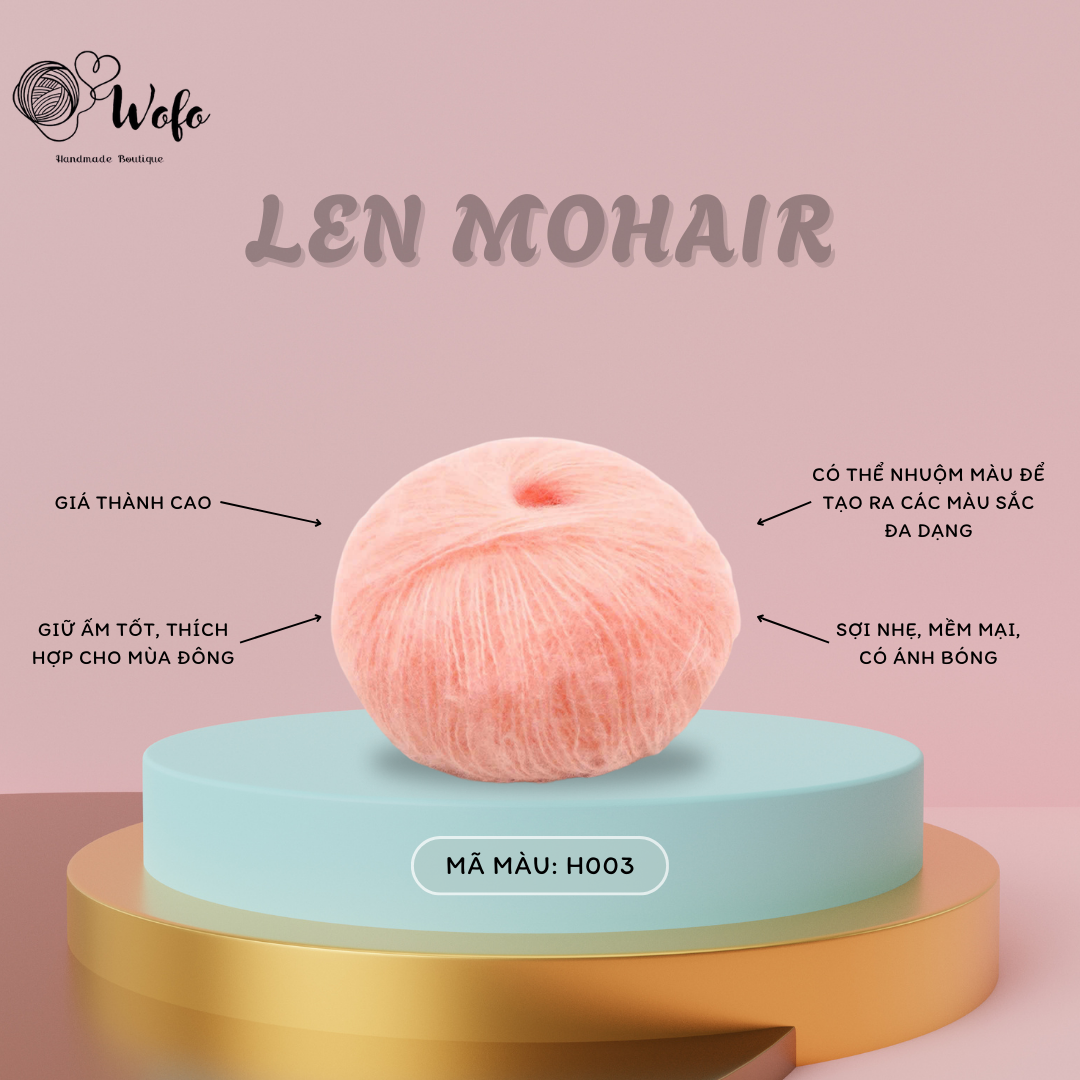 Wofo
Handmade Boutique
LEN MOHAIR
GIÁ THÀNH CAO
CÓ THỂ NHUỘM MÀU ĐỂ
TẠO RA CÁC MÀU SẮC
ĐA DẠNG
GIỮ ẤM TỐT, THÍCH
HỢP CHO MÙA ĐÔNG
SỢI NHẸ, MỀM MẠI,
CÓ ÁNH BÓNG
MÃ MÀU: H003